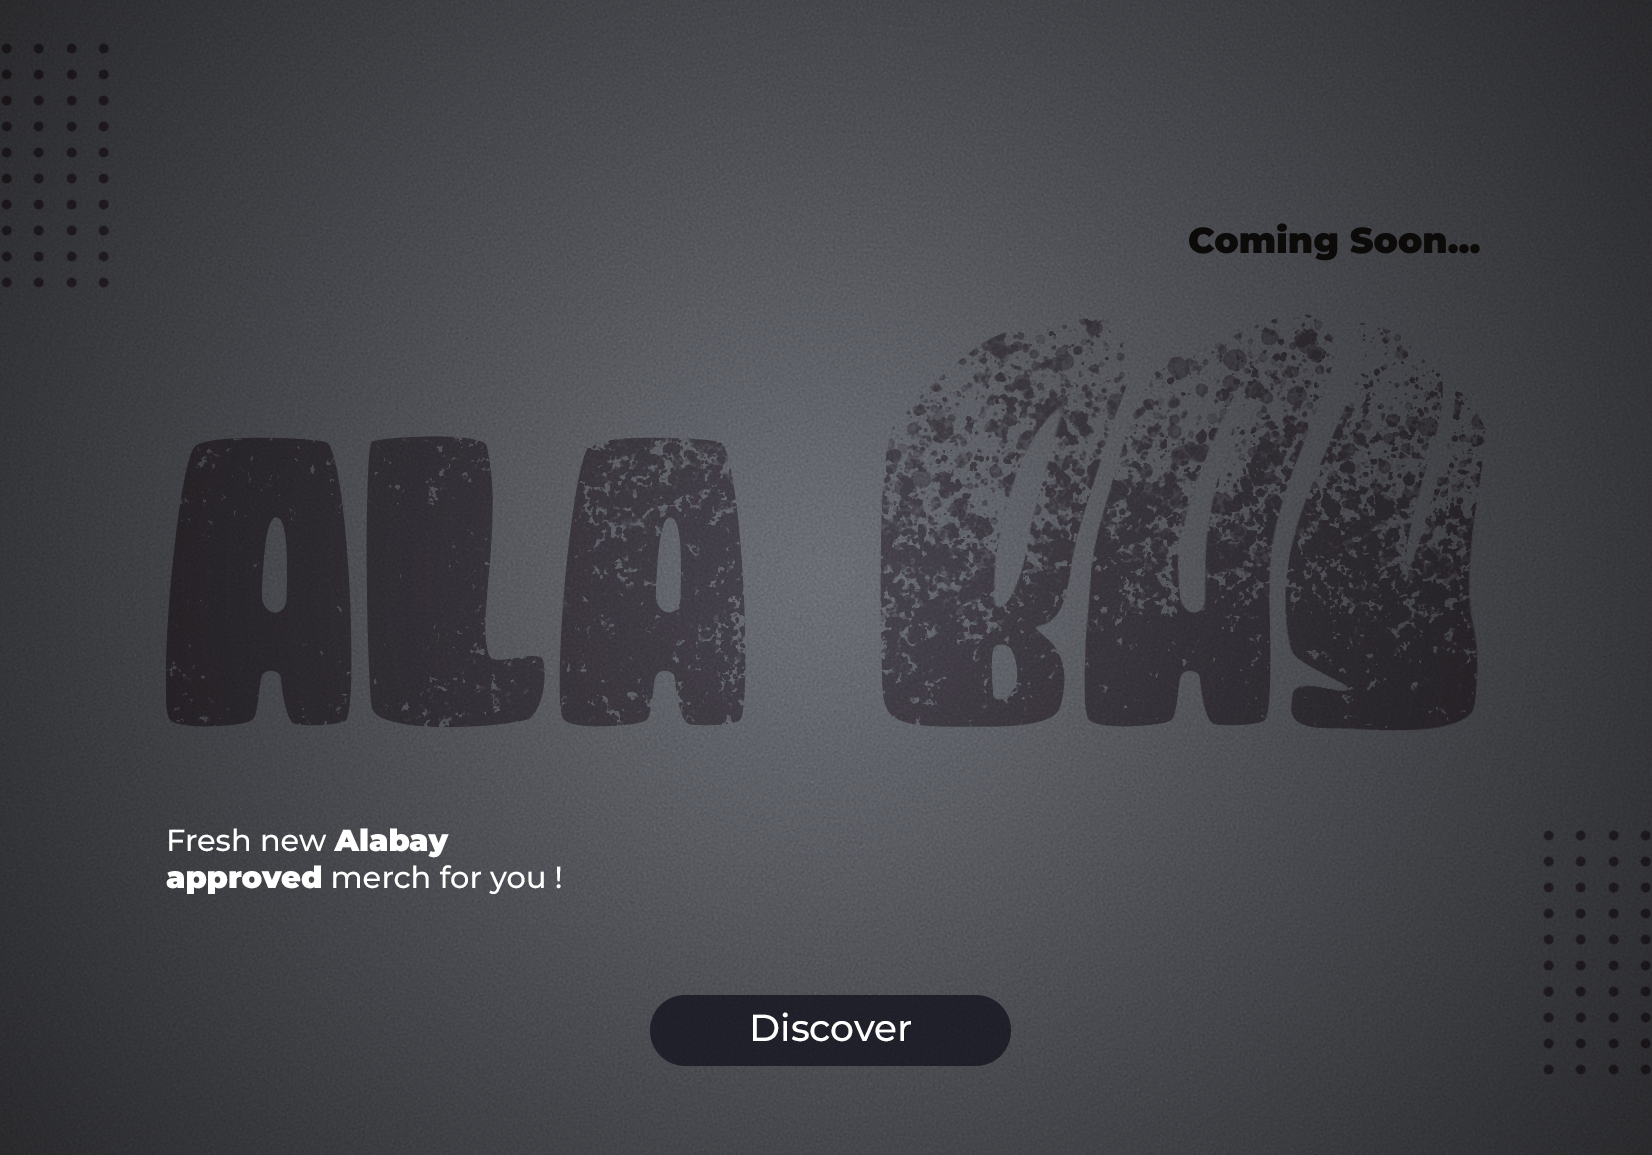 Coming Soon...
ALA BAY
Fresh new Alabay
approved merch for you !
Discover